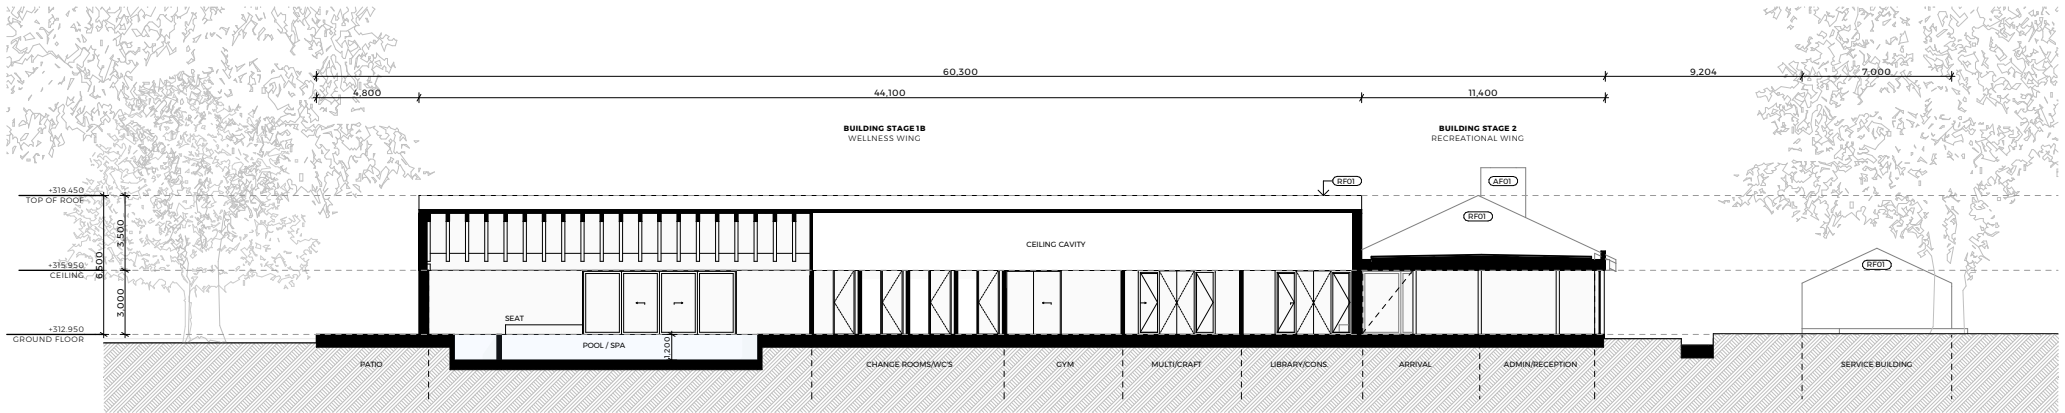 60,300
9,204
7,000
4,800
44,100
11,400
BUILDING STAGE 1B
WELLNESS WING
BUILDING STAGE 2
RECREATIONAL WING
RF01
AF01
+319.450
TOP OF ROOF
RF01
3,500
6,500
CEILING CAVITY
+315.950
CEILING
RF01
3,000
SEAT
+312.950
GROUND FLOOR
POOL / SPA
1,200
PATIO
CHANGE ROOMS/WC'S
GYM
MULTI/CRAFT
LIBRARY/CONS.
ARRIVAL
ADMIN/RECEPTION
SERVICE BUILDING